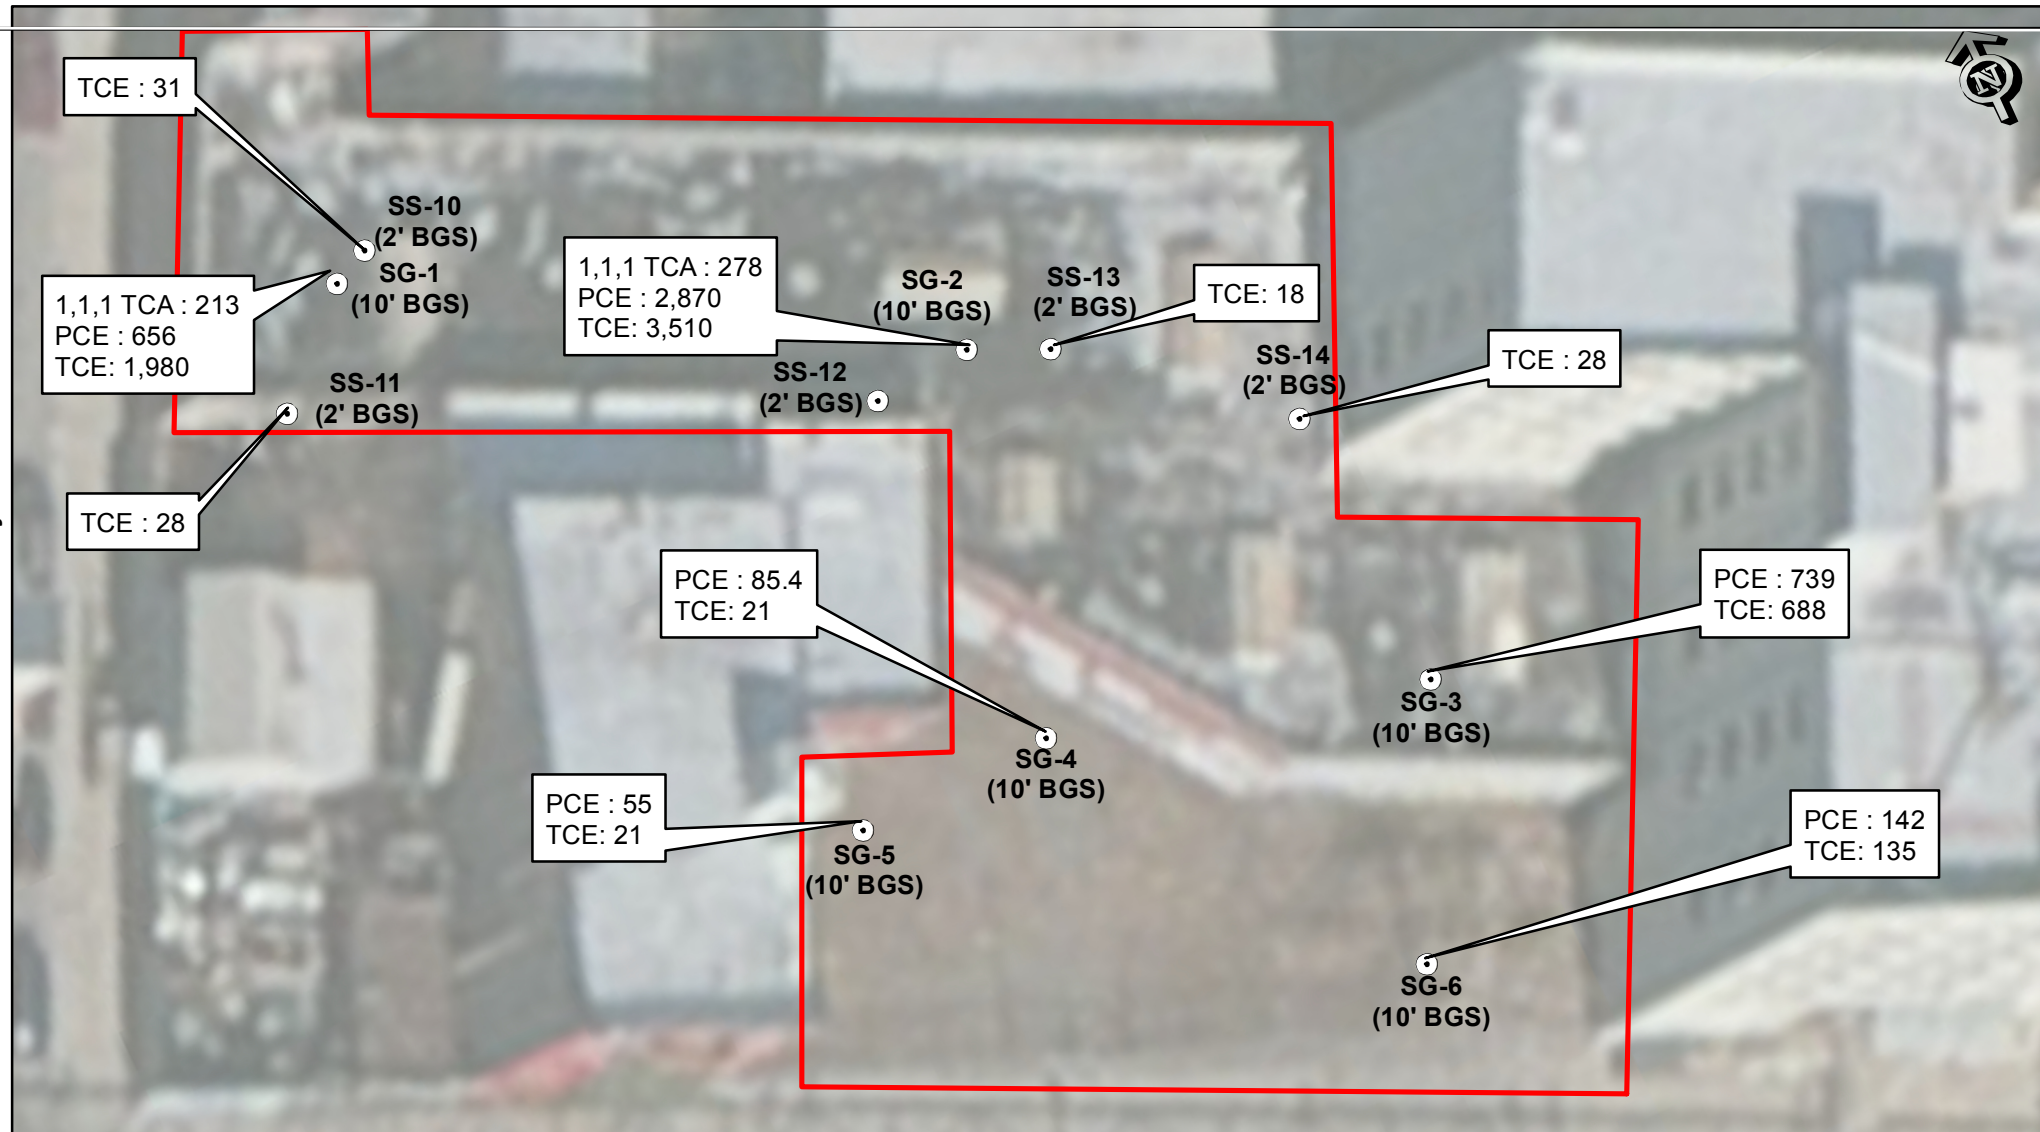 N
TCE : 31
SS-10
(2' BGS)
SG-1
(10' BGS)
1,1,1 TCA : 213
PCE : 656
TCE: 1,980
SS-11
(2' BGS)
TCE : 28
1,1,1 TCA : 278
PCE : 2,870
TCE: 3,510
SG-2
(10' BGS)
SS-13
(2' BGS)
TCE: 18
SS-12
(2' BGS)
SS-14
(2' BGS)
TCE : 28
PCE : 85.4
TCE: 21
SG-4
(10' BGS)
PCE : 739
TCE: 688
SG-3
(10' BGS)
PCE : 55
TCE: 21
SG-5
(10' BGS)
PCE : 142
TCE: 135
SG-6
(10' BGS)